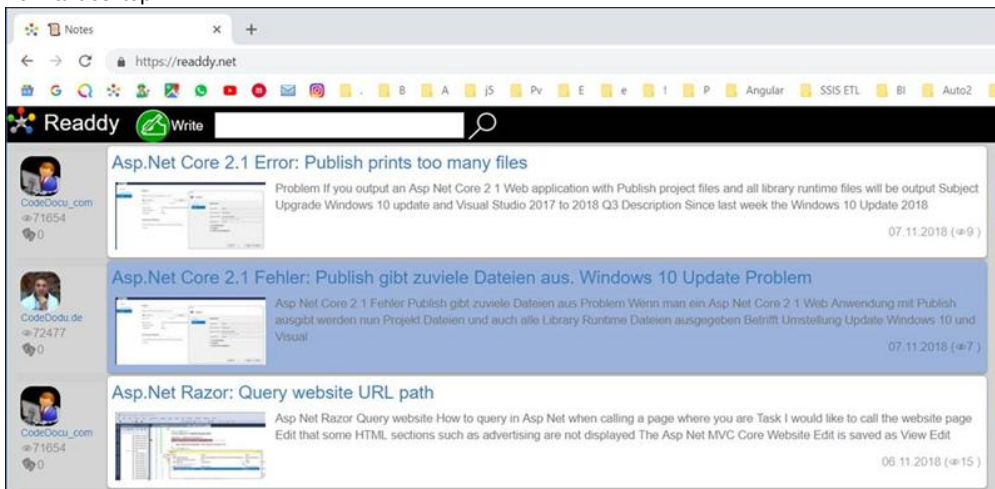 Notes
https://readdy.net
.
B
A
j5
Pv
E
e
!
P
Angular
SSIS ETL
BI
Auto2
Readdy
Write
Asp.Net Core 2.1 Error: Publish prints too many files
Problem If you output an Asp Net Core 2 1 Web application with Publish project files and all library runtime files will be output Subject
Upgrade Windows 10 update and Visual Studio 2017 to 2018 Q3 Description Since last week the Windows 10 Update 2018
CodeDocu_com
71654
0
07.11.2018 (9 )
Asp.Net Core 2.1 Fehler: Publish gibt zuviele Dateien aus. Windows 10 Update Problem
Asp Net Core 2 1 Fehler Publish gibt zuviele Dateien aus Problem Wenn man ein Asp Net Core 2 1 Web Anwendung mit Publish
ausgibt werden nun Projekt Dateien und auch alle Library Runtime Dateien ausgegeben Betrifft Umstellung Update Windows 10 und
Visual
CodeDodu.de
72477
0
07.11.2018 (7 )
Asp.Net Razor: Query website URL path
Asp Net Razor Query website How to query in Asp Net when calling a page where you are Task I would like to call the website page
Edit that some HTML sections such as advertising are not displayed The Asp Net MVC Core Website Edit is saved as View Edit
CodeDocu_com
71654
0
06.11.2018 (15 )